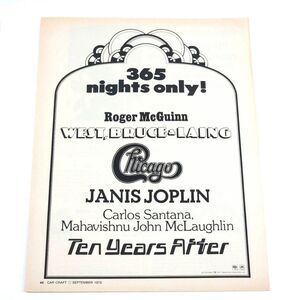 365
nights only!
Roger McGuinn
WEST, BRUCE & LAING
Chicago
JANIS JOPLIN
Carlos Santana,
Mahavishnu John McLaughlin
Ten Years After
CAR CRAFT □ SEPTEMBER 1973